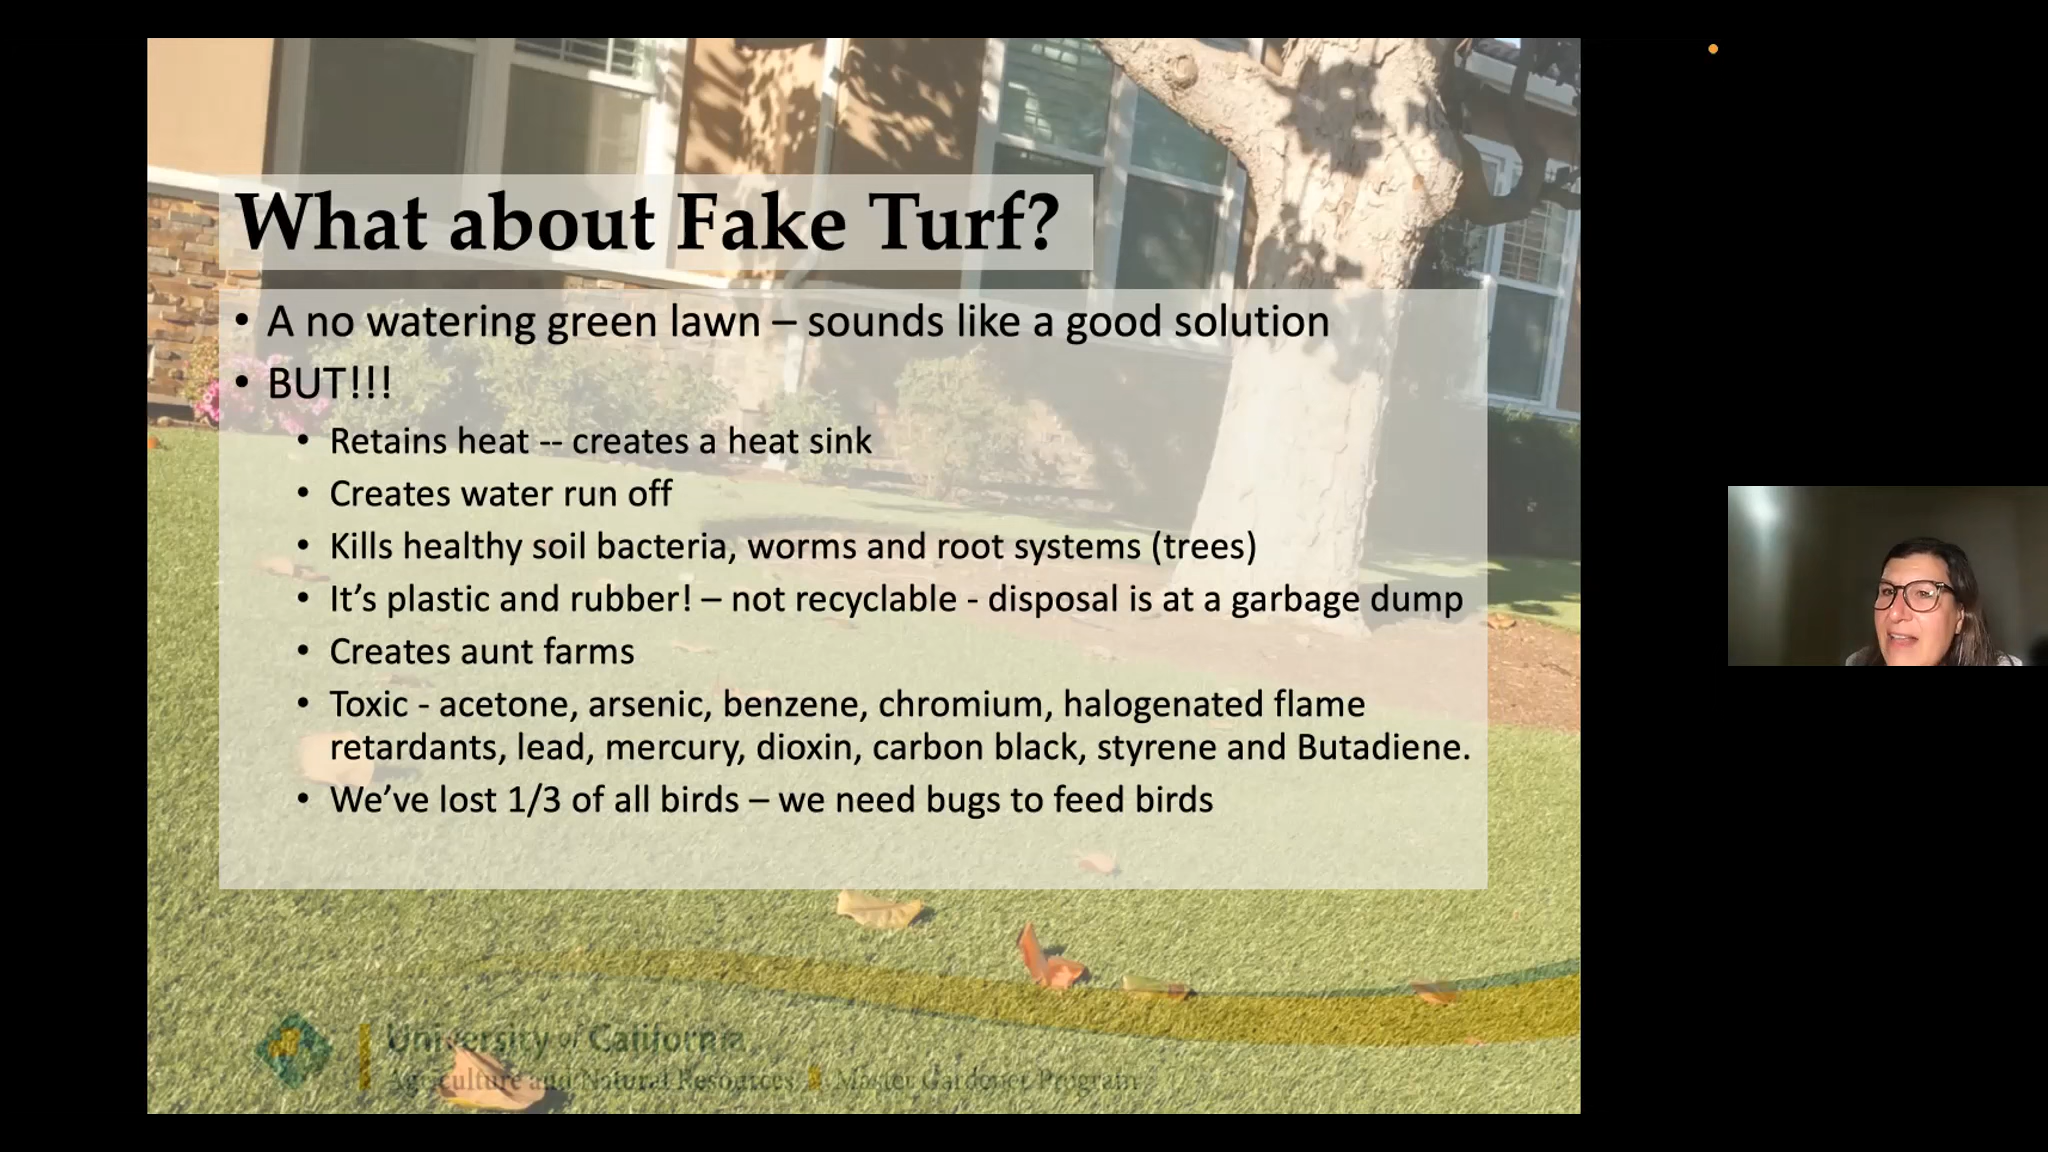 What about Fake Turf?
• A no watering green lawn – sounds like a good solution
• BUT!!!
• Retains heat -- creates a heat sink
• Creates water run off
• Kills healthy soil bacteria, worms and root systems (trees)
• It's plastic and rubber! – not recyclable - disposal is at a garbage dump
• Creates aunt farms
• Toxic - acetone, arsenic, benzene, chromium, halogenated flame
retardants, lead, mercury, dioxin, carbon black, styrene and Butadiene.
• We've lost 1/3 of all birds – we need bugs to feed birds
University of California
Agriculture and Natural Resources Master Gardener Program